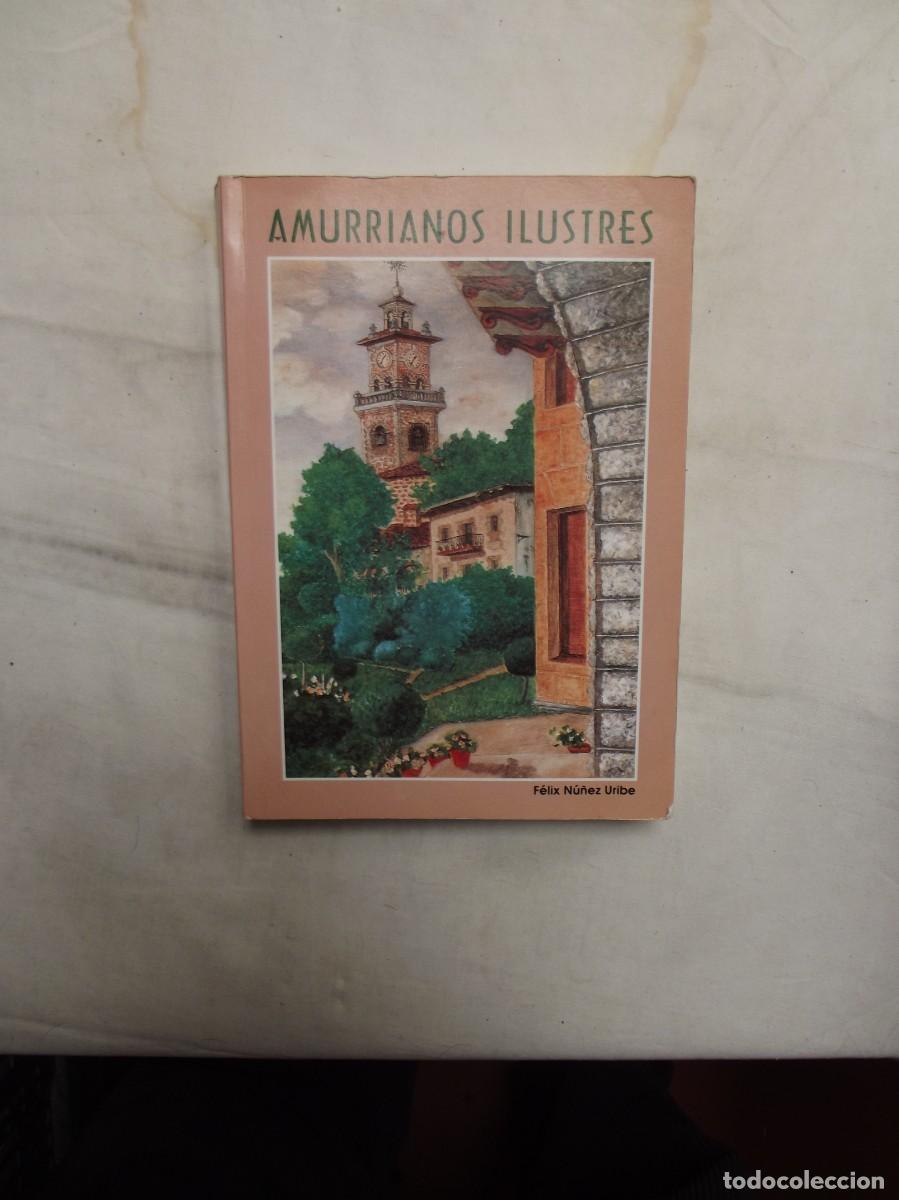 AMURRIANOS ILUSTRES
Félix Núñez Uribe
todocoleccion